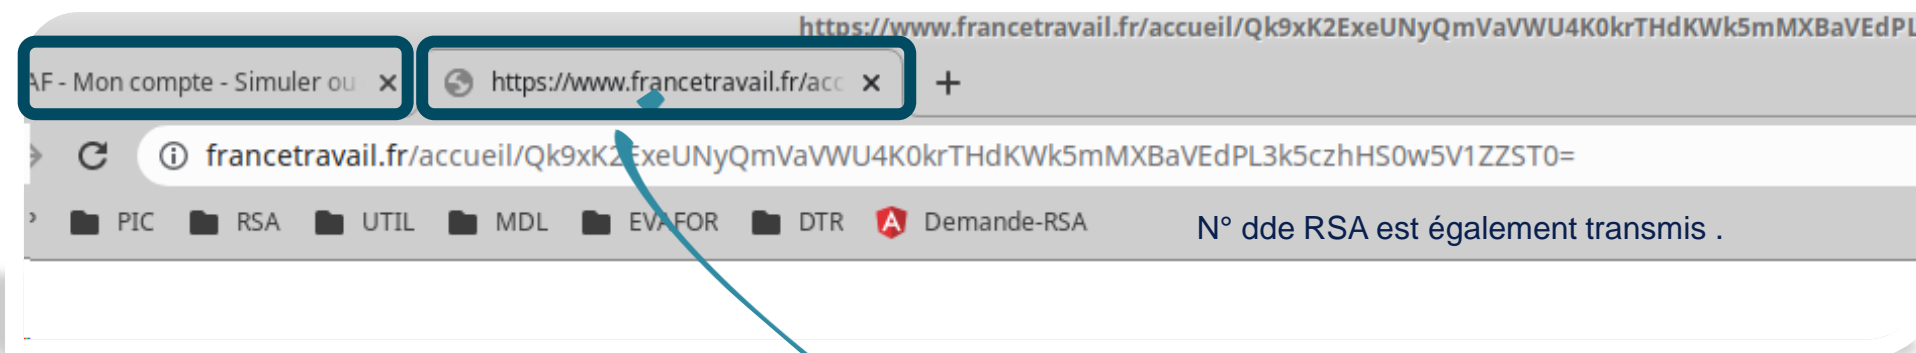 https://www.francetravail.fr/accueil/Qk9xK2ExeUNyQmVaVWU4K0krTHdKWk5mMXBaVEdPL
AF - Mon compte - Simuler ou
https://www.francetravail.fr/acc
francetravail.fr/accueil/Qk9xK2ExeUNyQmVaVWU4K0krTHdKWk5mMXBaVEdPL3k5czhHS0w5V1ZZST0=
PIC RSA UTIL MDL EVAFOR DTR Demande-RSA
N° dde RSA est également transmis .